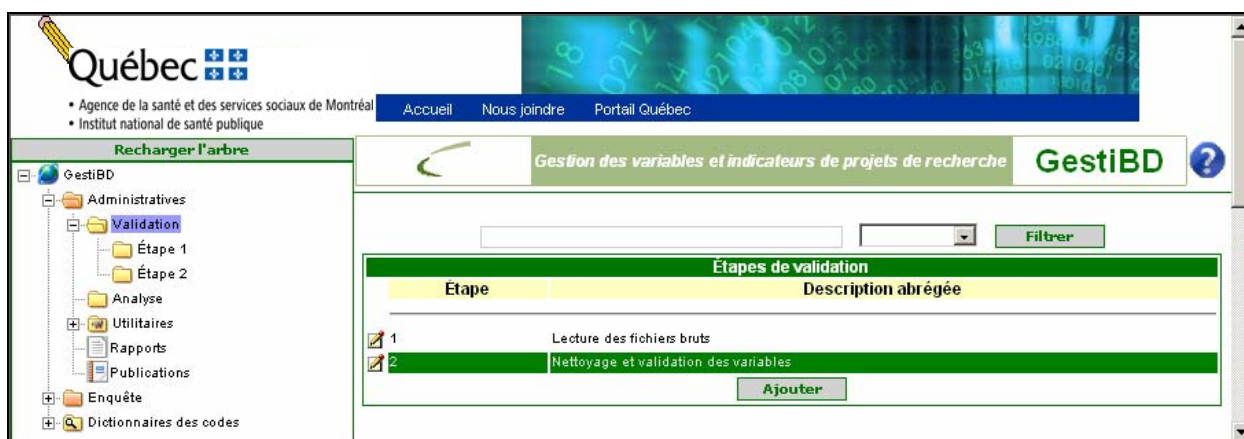 Québec
• Agence de la santé et des services sociaux de Montréal
• Institut national de santé publique
Accueil Nous joindre Portail Québec
Recharger l'arbre
Gestion des variables et indicateurs de projets de recherche GestiBD ?
GestiBD
Administratives
Validation
Étape 1
Étape 2
Analyse
Utilitaires
Rapports
Publications
Enquête
Dictionnaires des codes
Filtrer
Étapes de validation
Étape Description abrégée
1 Lecture des fichiers bruts
2 Nettoyage et validation des variables
Ajouter